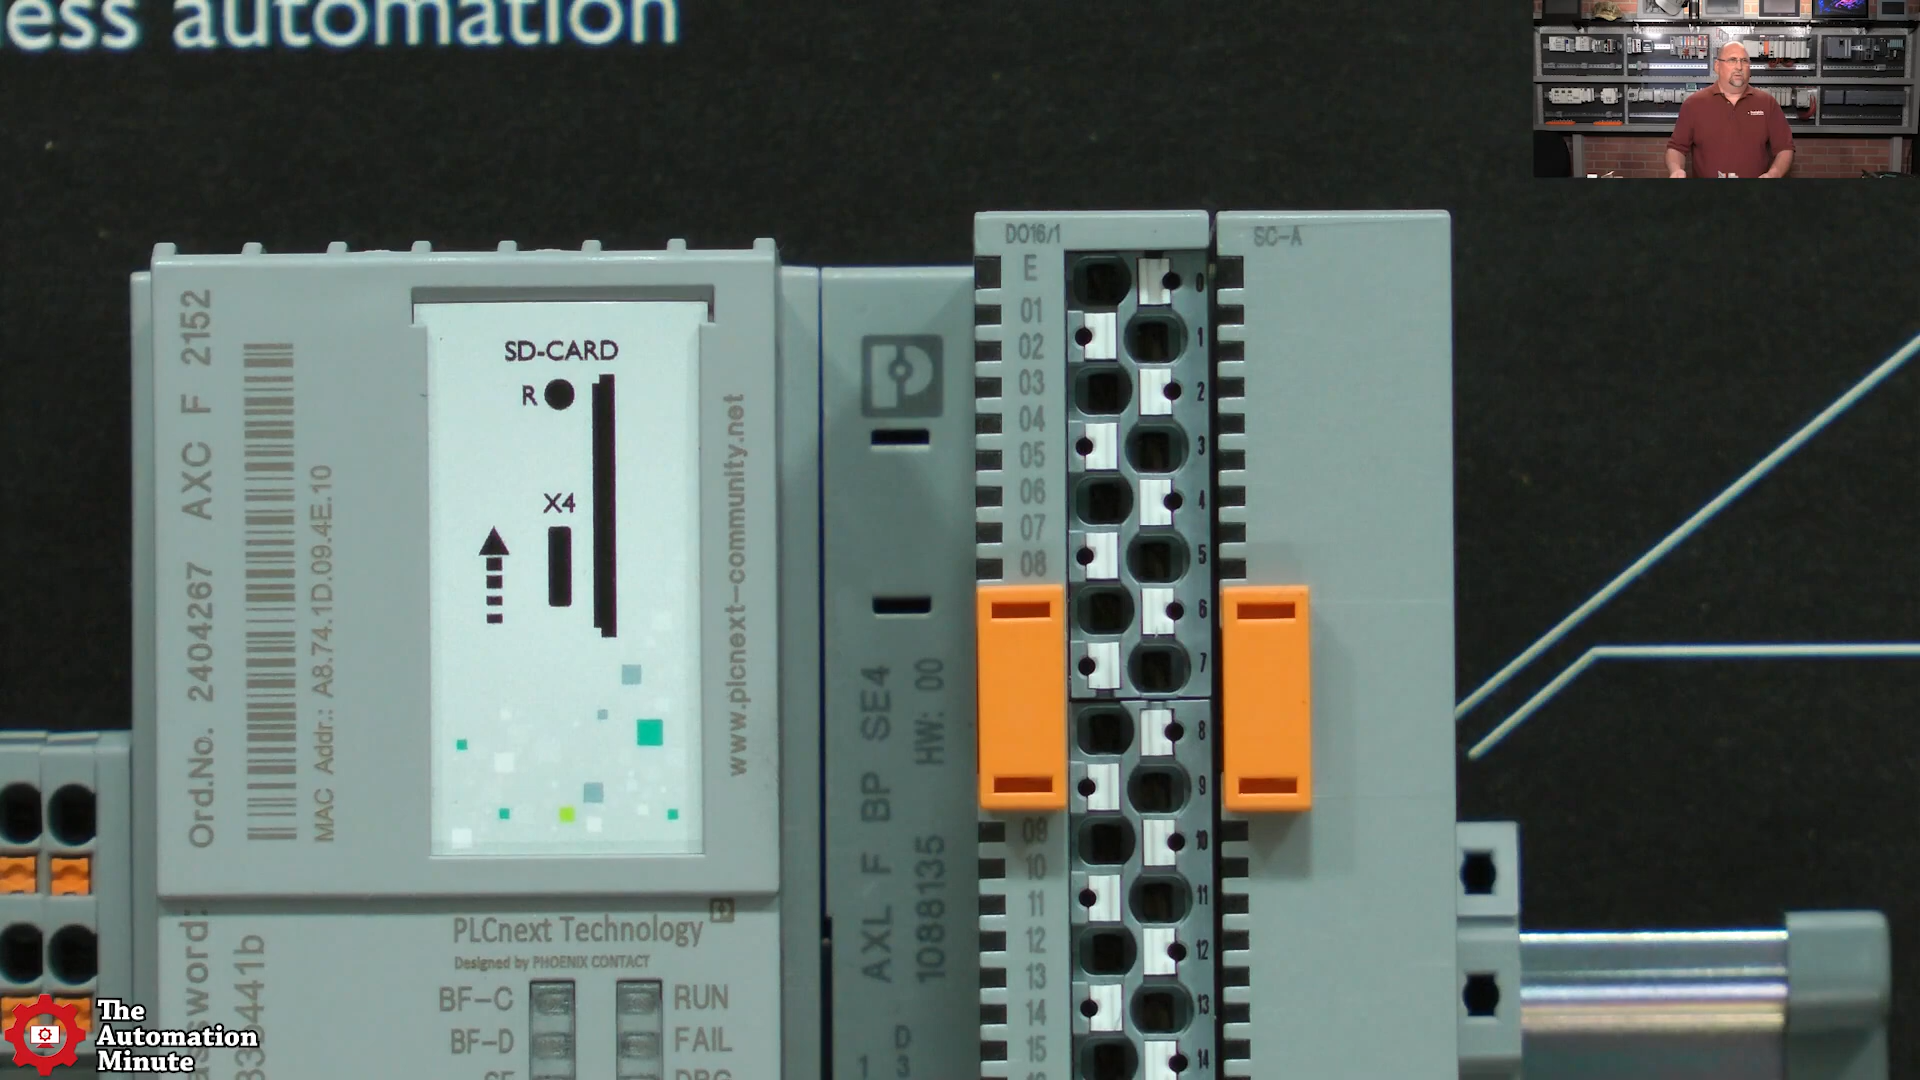 ess automation
Ord.No. 2404267 AXC F 2152
MAC Addr.: A8.74.1D.09.4E.10
SD-CARD
R
X4
www.plcnext-community.net
PLCnext Technology
Designed by PHOENIX CONTACT
BF-C
RUN
BF-D
FAIL
assword:
441b
AXL F BP SE4
1088135 HW: 00
DO16/1
E
01
02
03
04
05
06
07
08
09
10
11
12
13
14
15
0
1
2
3
4
5
6
7
8
9
10
11
12
13
14
SC-A
The
Automation
Minute